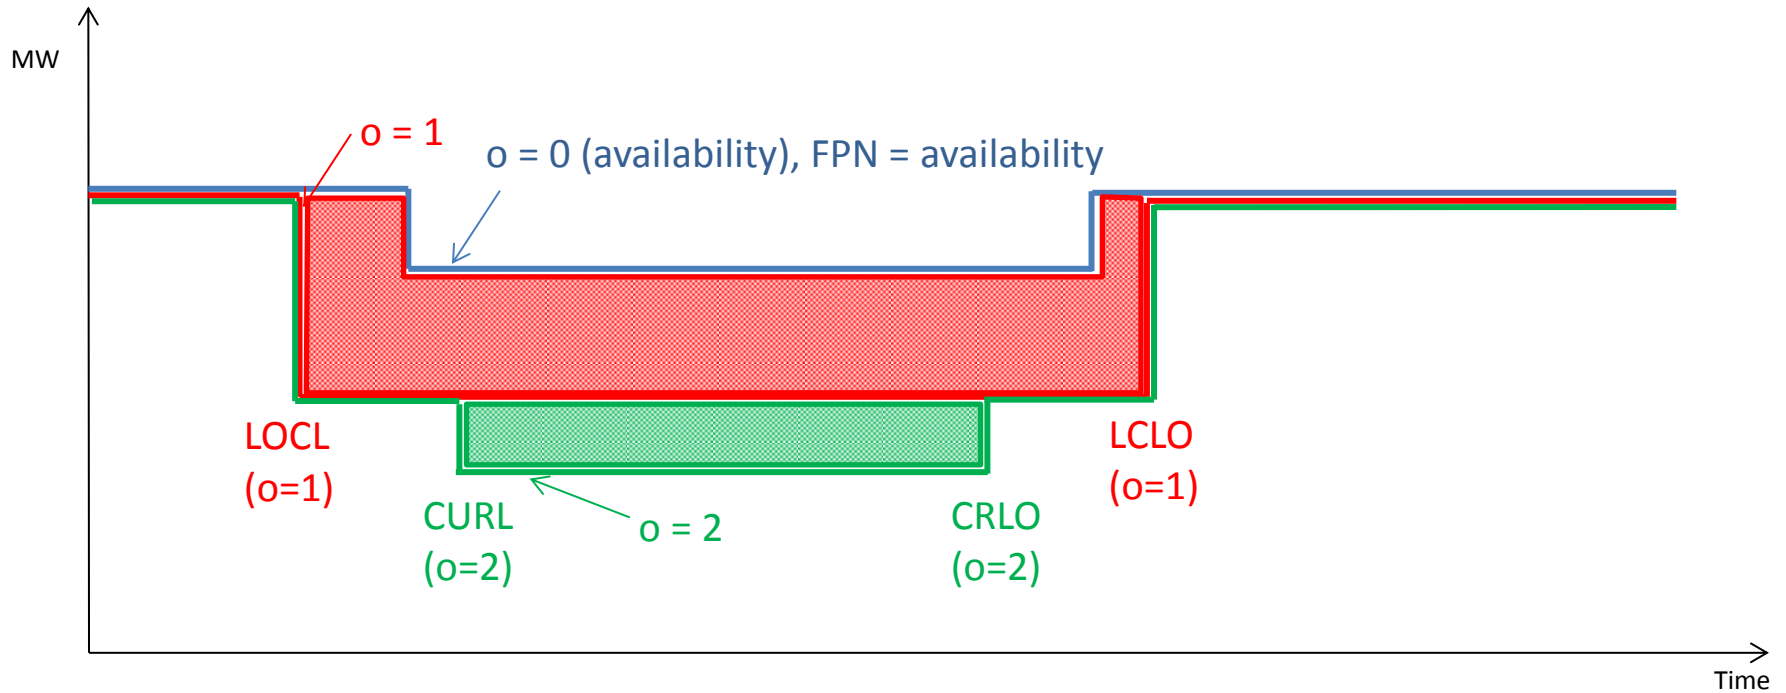 MW
o = 1
o = 0 (availability), FPN = availability
LOCL
(o=1)
LCLO
(o=1)
CURL
(o=2)
o = 2
CRLO
(o=2)
Time